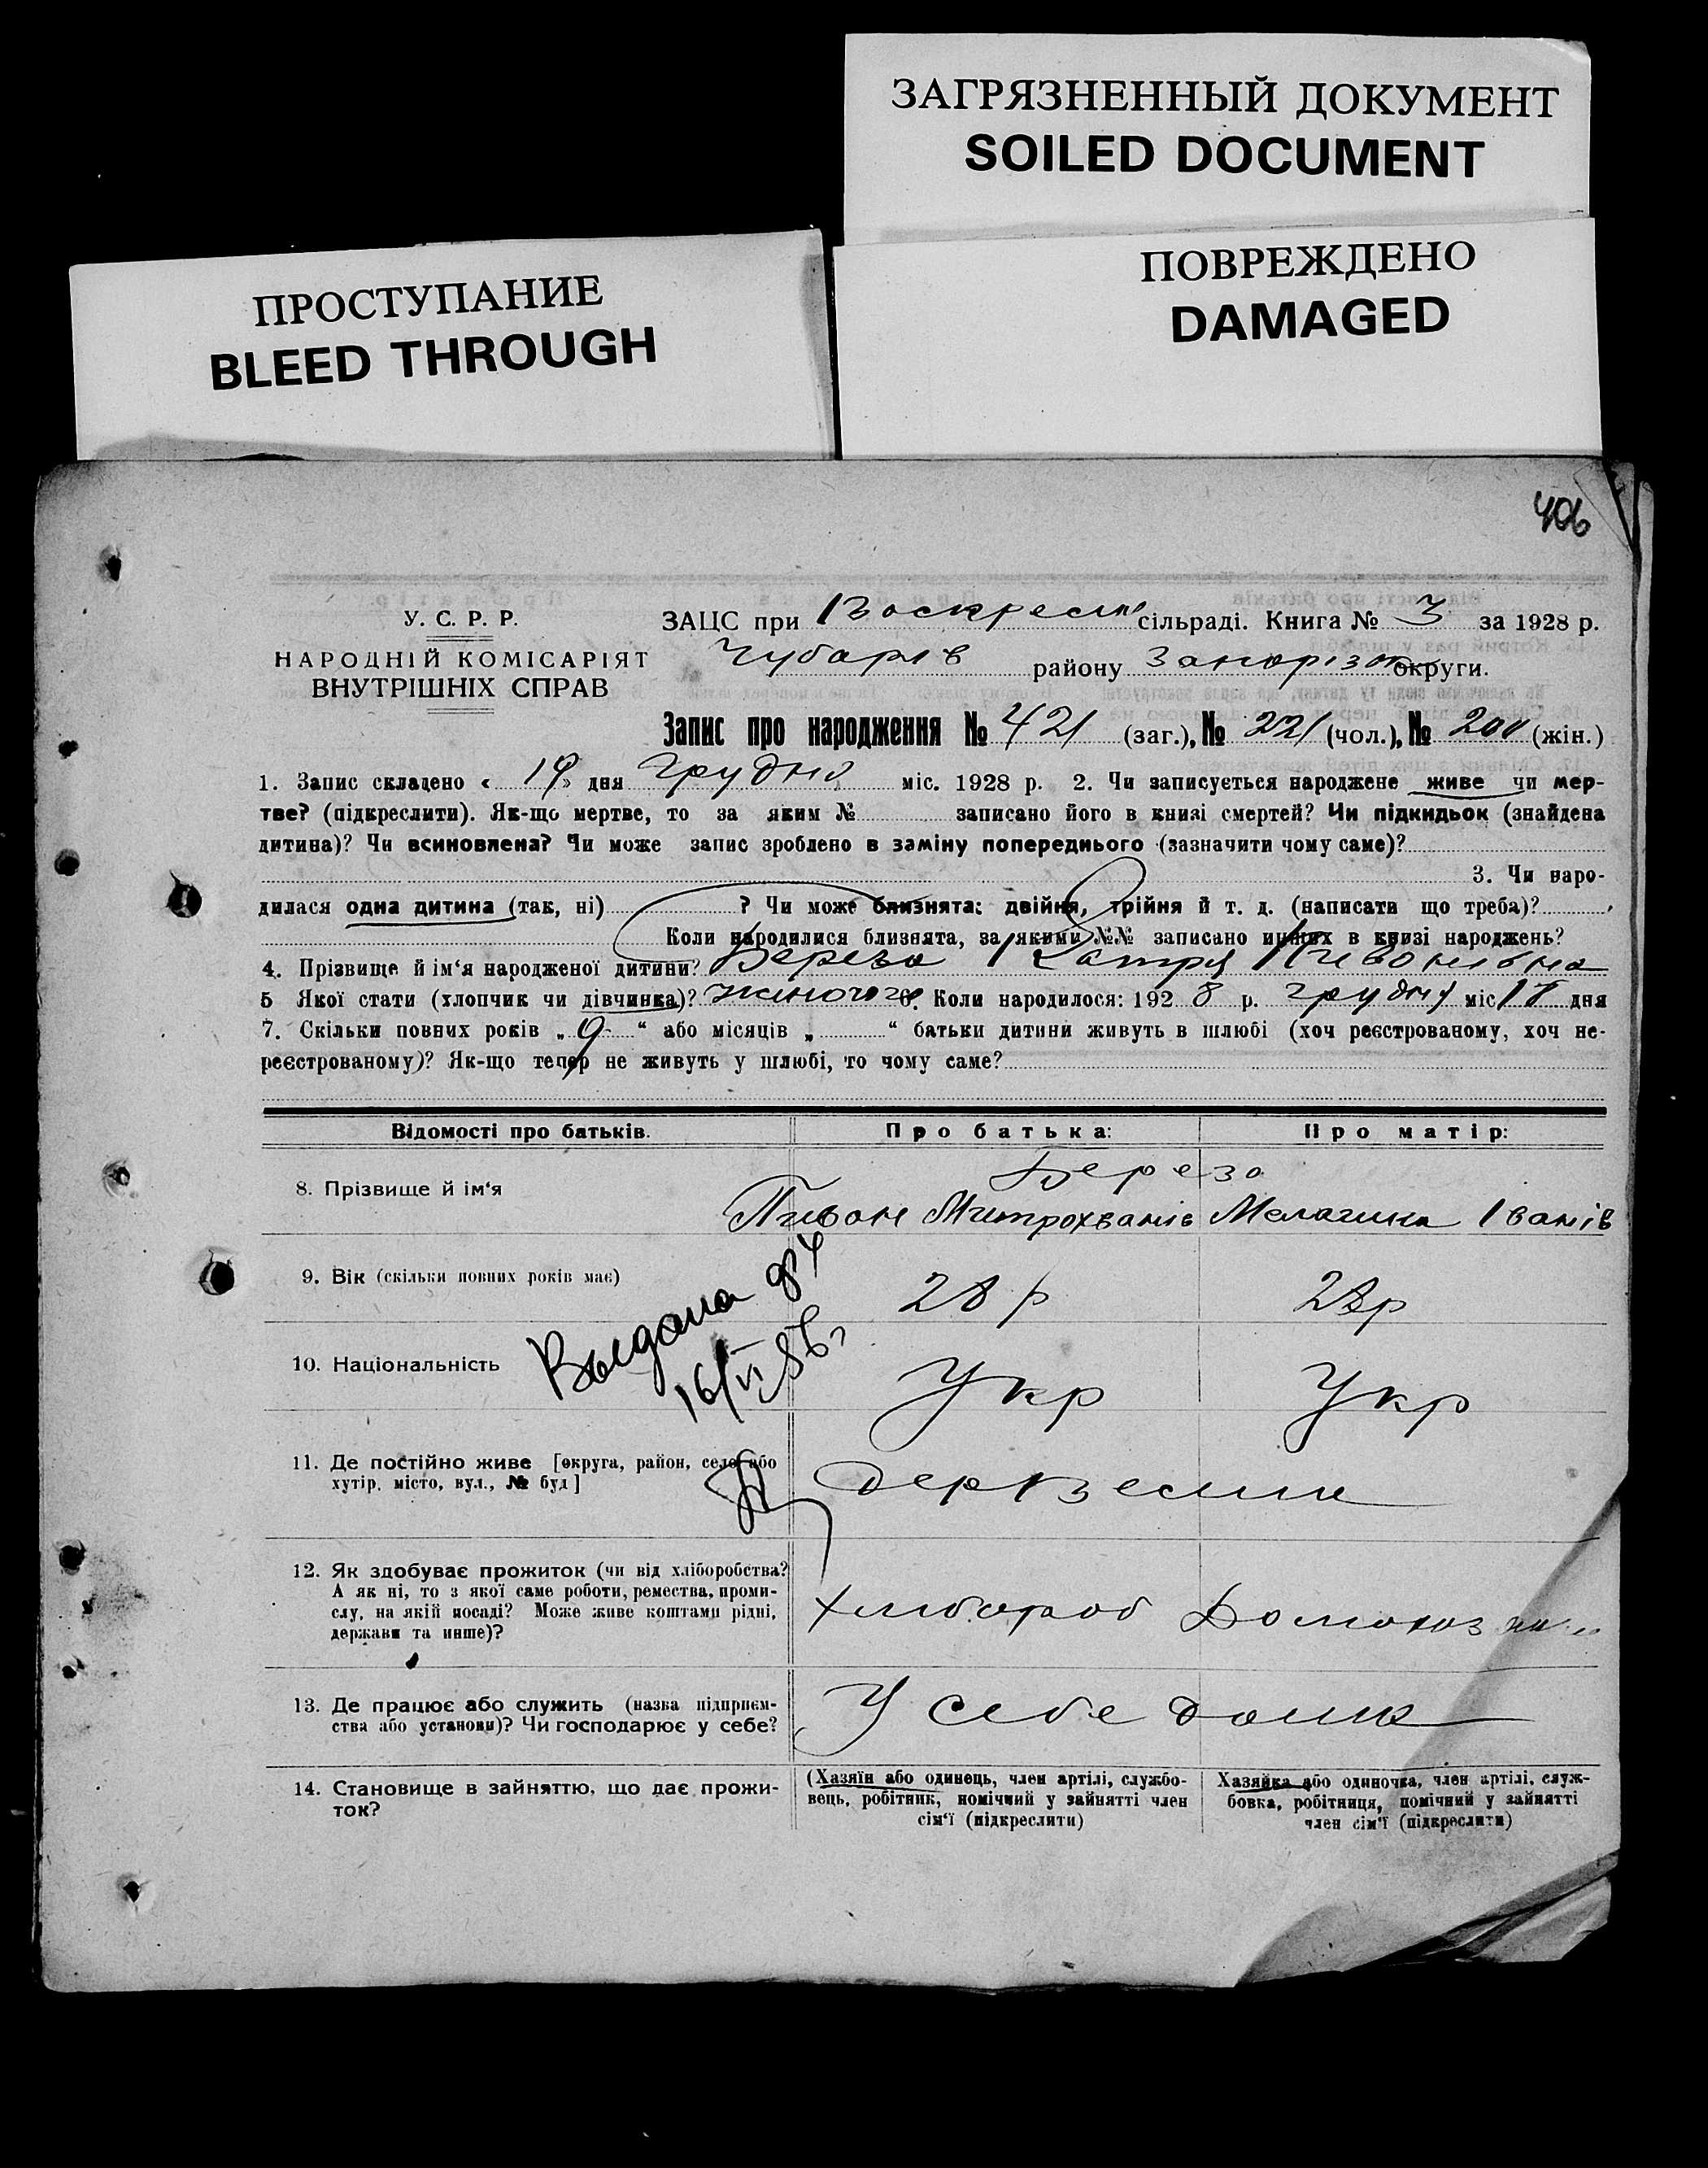 ЗАГРЯЗНЕННЫЙ ДОКУМЕНТ
SOILED DOCUMENT
ПРОСТУПАНИЕ
BLEED THROUGH
ПОВРЕЖДЕНО
DAMAGED
406
У. С. Р. Р.
НАРОДНІЙ КОМІСАРІЯТ
ВНУТРІШНІХ СПРАВ
ЗАЦС при Воскресен сільраді. Книга № 3 за 1928 р.
Чубарів району Запоріз округи.
Запис про народження № 421 (заг.), № 221 (чол.), № 200 (жін.)
1. Запис складено « 19 » дня грудня міс. 1928 р. 2. Чи записується народжене живе чи мер-
тве? (підкреслити). Як-що мертве, то за яким № записано його в книзі смертей? Чи підкидьок (знайдена
дитина)? Чи всиновлена? Чи може запис зроблено в заміну попереднього (зазначити чому саме)?
3. Чи наро-
дилася одна дитина (так, ні) ? Чи може близнята: двійня, трійня й т. д. (написати що треба)?
Коли народилися близнята, за якими №№ записано инших в книзі народжень?
4. Прізвище й ім'я народженої дитини? Береза Катря Пивонівна
5 Якої стати (хлопчик чи дівчинка)? жиночого 6. Коли народилося: 192 8 р. грудня міс 18 дня
7. Скільки повних років „ 9 “ або місяців „ “ батьки дитини живуть в шлюбі (хоч реєстрованому, хоч не-
реєстрованому)? Як-що тепер не живуть у шлюбі, то чому саме?
Відомості про батьків.
Про батька:
Про матір:
8. Прізвище й ім'я
Береза
Пивон Митрохванів Мелашка Іванів
9. Вік (скільки повних років має)
28 р
28 р
10. Національність
Укр
Укр
Выдана
16/VI
11. Де постійно живе [округа, район, село або
хутір, місто, вул., № буд]
12. Як здобуває прожиток (чи від хліборобства?
А як ні, то з якої саме роботи, ремества, проми-
слу, на якій посаді? Може живе коштами рідні,
держави та инше)?
хлибороб
13. Де працює або служить (назва підприєм-
ства або установи)? Чи господарює у себе?
У себе дома
14. Становище в зайняттю, що дає прожи-
ток?
(Хазяїн або одинець, член артілі, службо-
вець, робітник, помічний у зайнятті член
сім'ї (підкреслити)
Хазяйка або одиночка, член артілі, служ-
бовка, робітниця, помічний у зайнятті
член сім'ї (підкреслити)